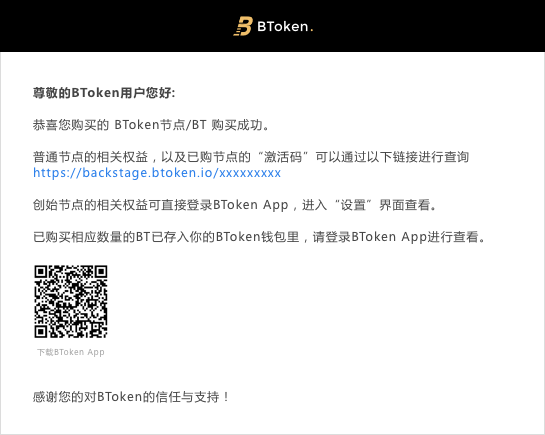 BToken.
尊敬的BToken用户您好:
恭喜您购买的 BToken节点/BT 购买成功。
普通节点的相关权益，以及已购节点的“激活码”可以通过以下链接进行查询
https://backstage.btoken.io/xxxxxxxxx
创始节点的相关权益可直接登录BToken App，进入“设置”界面查看。
已购买相应数量的BT已存入你的BToken钱包里，请登录BToken App进行查看。
下载BToken App
感谢您的对BToken的信任与支持！